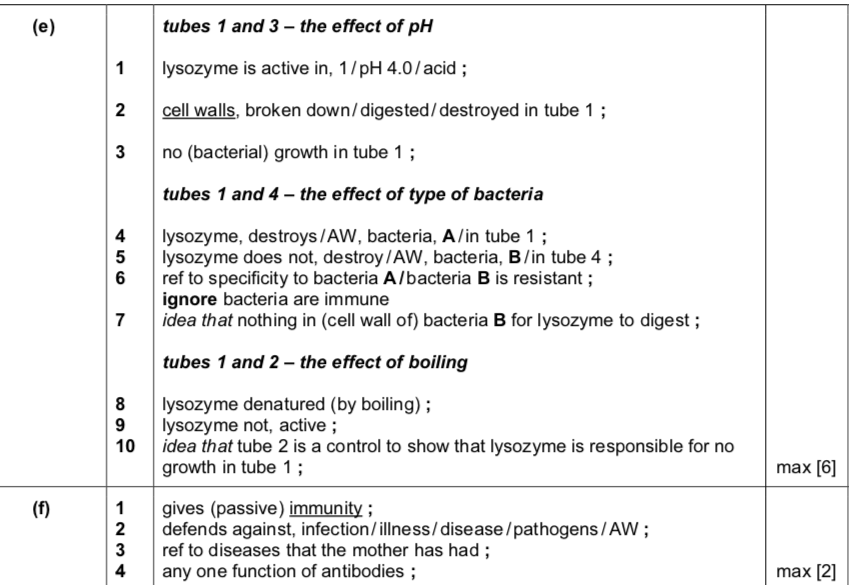 (e) tubes 1 and 3 – the effect of pH
1 lysozyme is active in, 1/pH 4.0/acid ;
2 cell walls, broken down/digested/destroyed in tube 1 ;
3 no (bacterial) growth in tube 1 ;
tubes 1 and 4 – the effect of type of bacteria
4 lysozyme, destroys/AW, bacteria, A/in tube 1 ;
5 lysozyme does not, destroy/AW, bacteria, B/in tube 4 ;
6 ref to specificity to bacteria A/bacteria B is resistant ;
ignore bacteria are immune
7 idea that nothing in (cell wall of) bacteria B for lysozyme to digest ;
tubes 1 and 2 – the effect of boiling
8 lysozyme denatured (by boiling) ;
9 lysozyme not, active ;
10 idea that tube 2 is a control to show that lysozyme is responsible for no
growth in tube 1 ; max [6]
(f) 1 gives (passive) immunity ;
2 defends against, infection/illness/disease/pathogens/AW ;
3 ref to diseases that the mother has had ;
4 any one function of antibodies ; max [2]